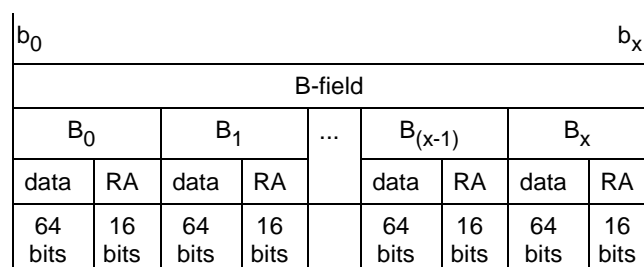 b0 bx
B-field
B0 B1 ... B(x-1) Bx
data RA data RA data RA data RA
64 16 64 16 64 16 64 16
bits bits bits bits bits bits bits bits